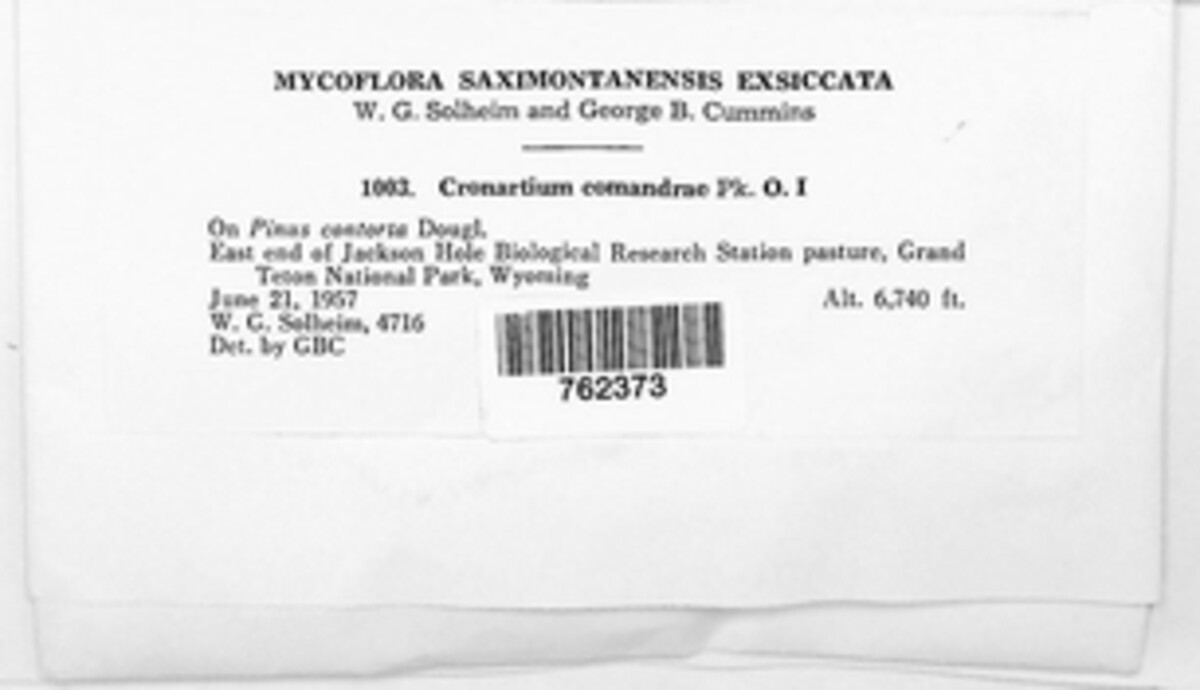 MYCOFLORA SAXIMONTANENSIS EXSICCATA
W. G. Solheim and George B. Cummins
1003. Cronartium comandrae Pk. O. I
On Pinus contorta Dougl.
East end of Jackson Hole Biological Research Station pasture, Grand
Teton National Park, Wyoming
June 21, 1957 Alt. 6,740 ft.
W. G. Solheim, 4716
Det. by GBC
762373